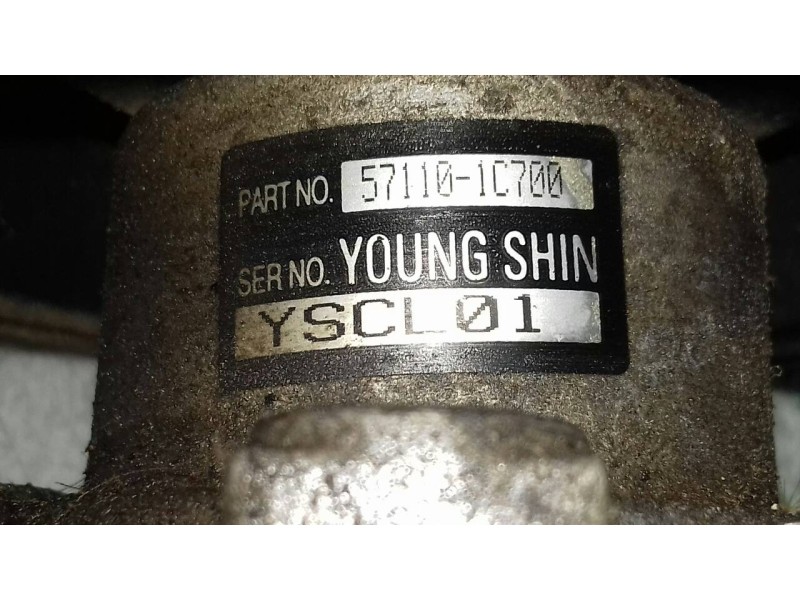 PART NO. 57110-1C700
SER NO. YOUNG SHIN
YSCL01